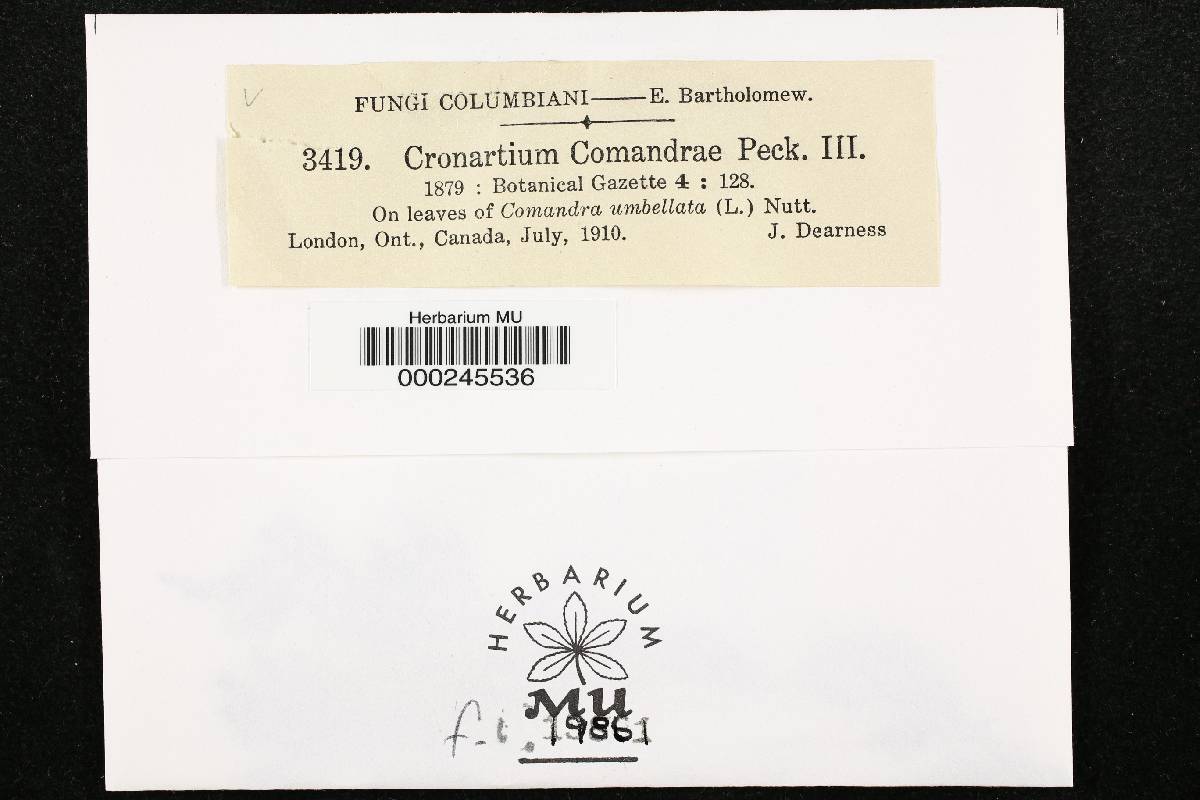 FUNGI COLUMBIANI——E. Bartholomew.
3419. Cronartium Comandrae Peck. III.
1879 : Botanical Gazette 4 : 128.
On leaves of Comandra umbellata (L.) Nutt.
London, Ont., Canada, July, 1910. J. Dearness
Herbarium MU
000245536
HERBARIUM
MU
f.i.